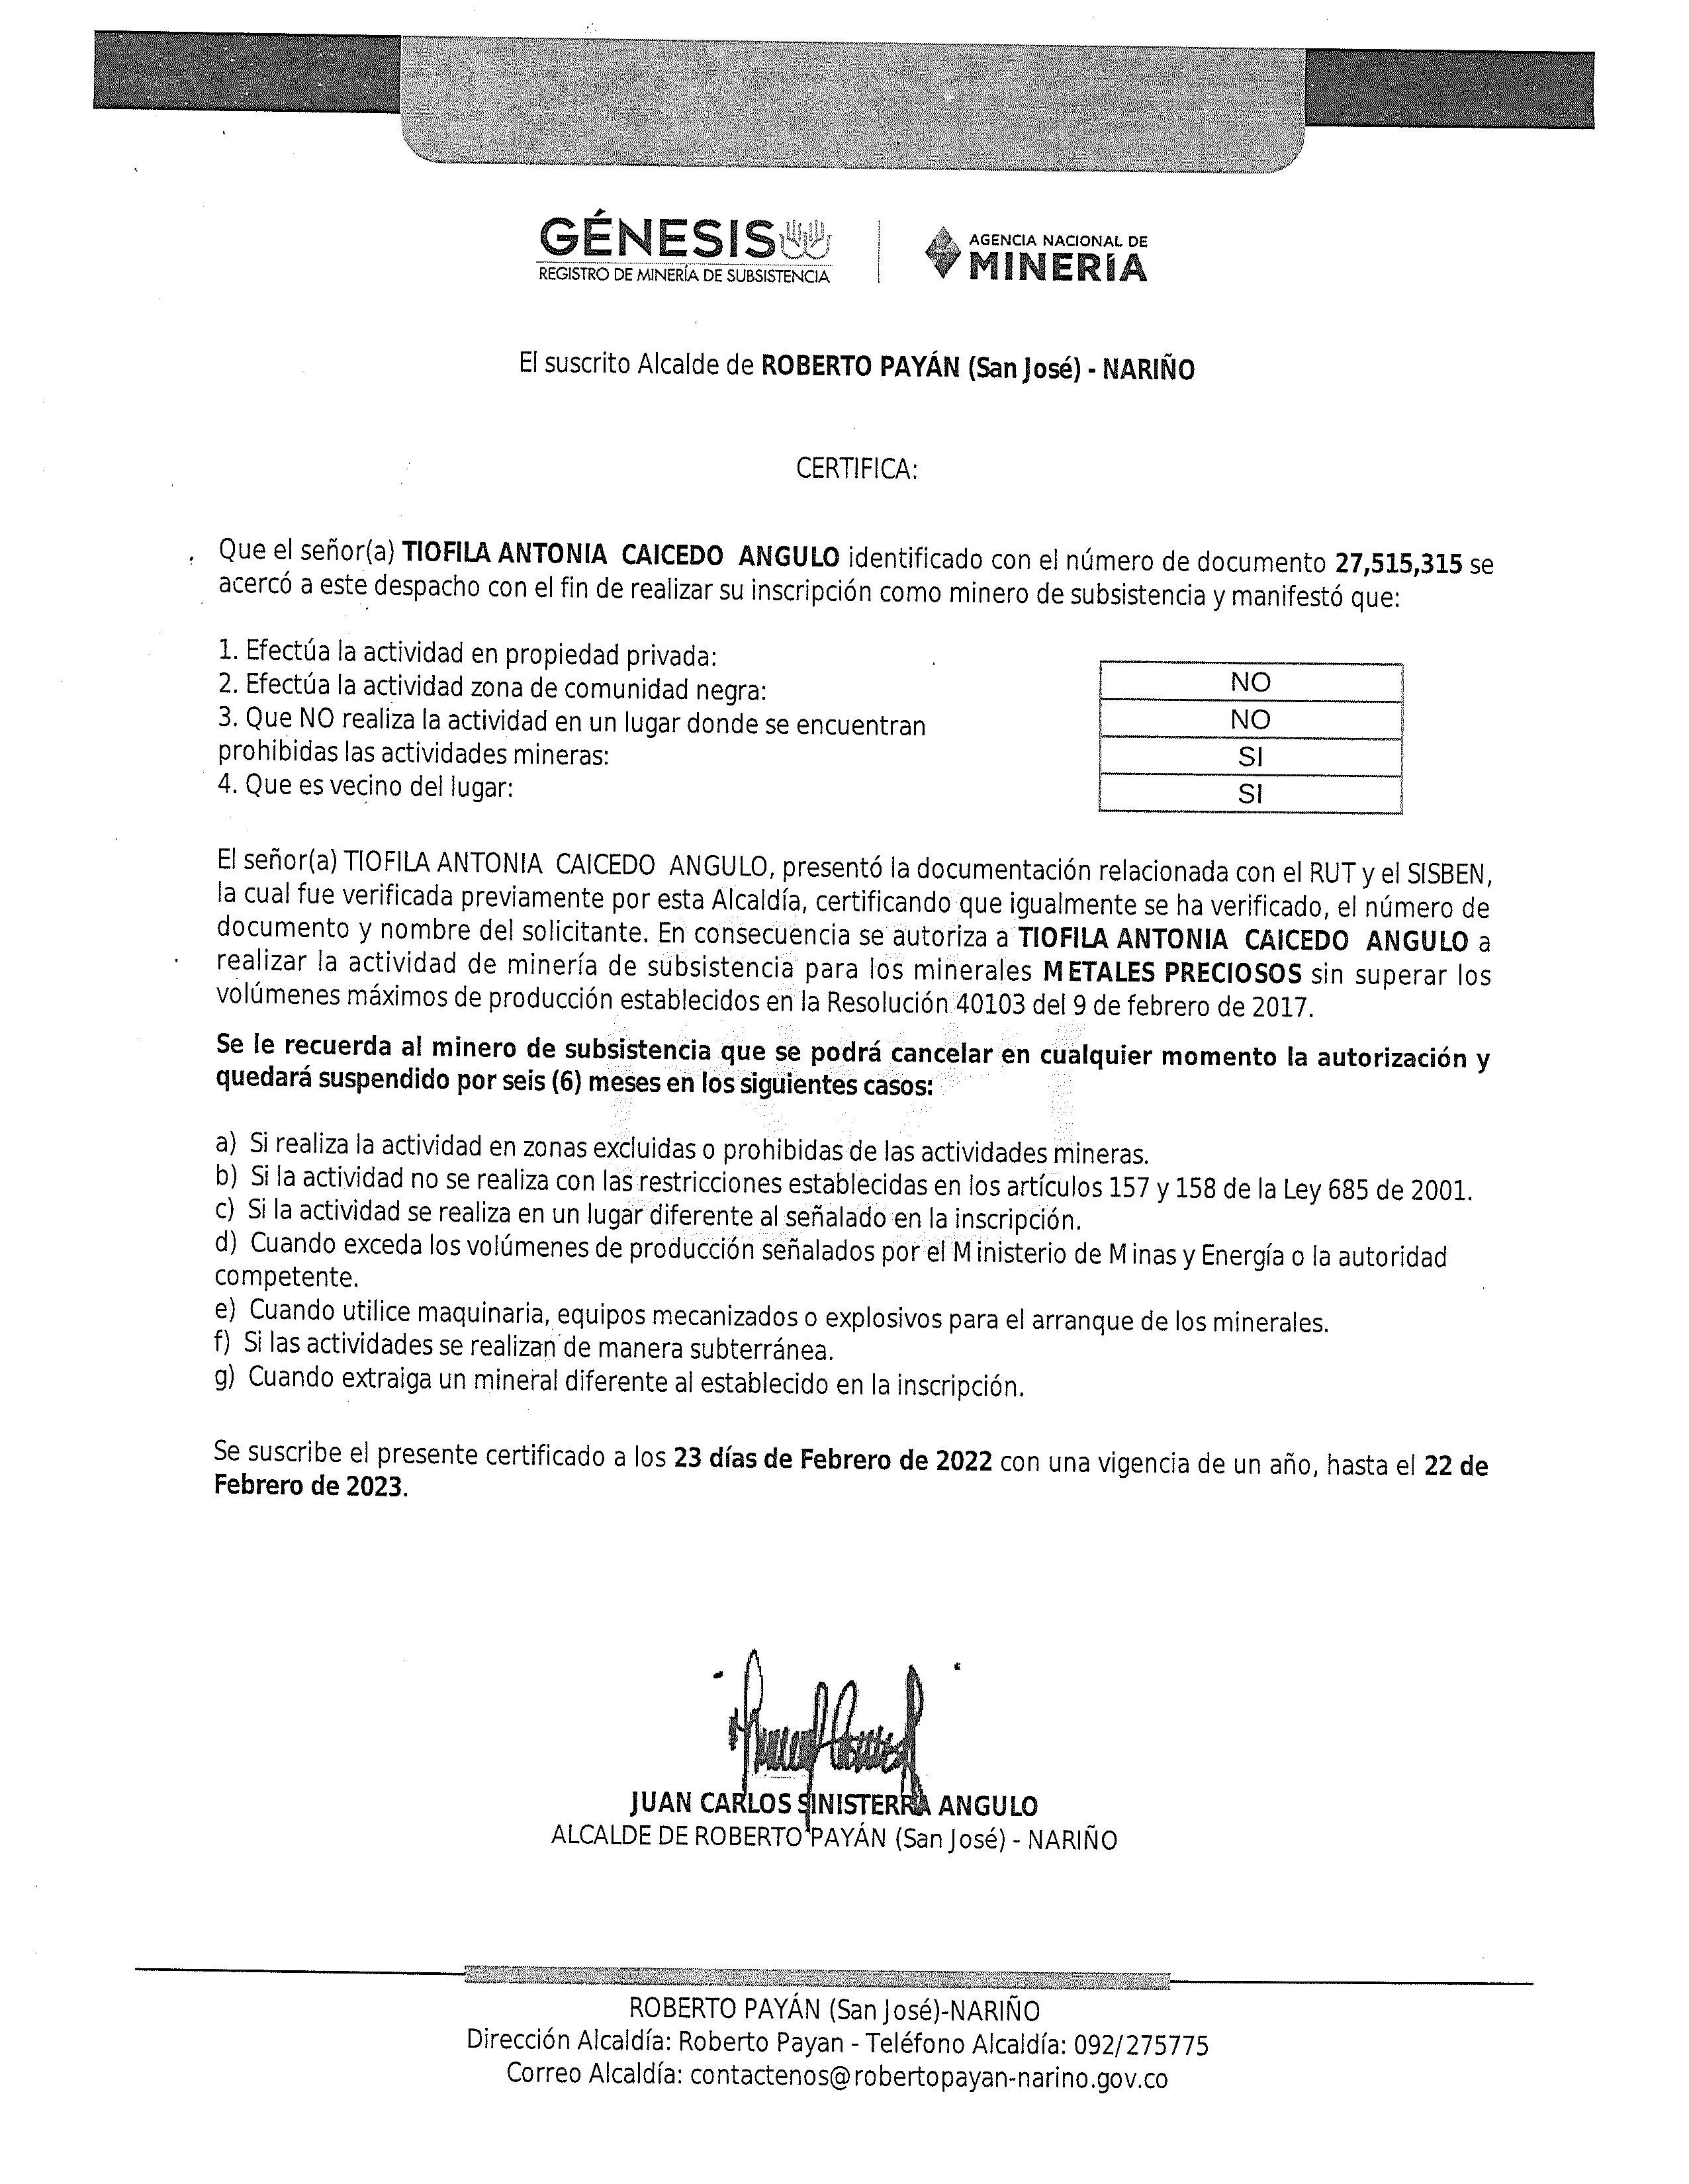 GÉNESIS
REGISTRO DE MINERÍA DE SUBSISTENCIA
AGENCIA NACIONAL DE
MINERÍA
El suscrito Alcalde de ROBERTO PAYÁN (San José) - NARIÑO
CERTIFICA:
Que el señor(a) TIOFILA ANTONIA CAICEDO ANGULO identificado con el número de documento 27,515,315 se
acercó a este despacho con el fin de realizar su inscripción como minero de subsistencia y manifestó que:
1. Efectúa la actividad en propiedad privada:
NO
2. Efectúa la actividad zona de comunidad negra:
NO
3. Que NO realiza la actividad en un lugar donde se encuentran
prohibidas las actividades mineras:
SI
4. Que es vecino del lugar:
SI
El señor(a) TIOFILA ANTONIA CAICEDO ANGULO, presentó la documentación relacionada con el RUT y el SISBEN,
la cual fue verificada previamente por esta Alcaldía, certificando que igualmente se ha verificado, el número de
documento y nombre del solicitante. En consecuencia se autoriza a TIOFILA ANTONIA CAICEDO ANGULO a
realizar la actividad de minería de subsistencia para los minerales METALES PRECIOSOS sin superar los
volúmenes máximos de producción establecidos en la Resolución 40103 del 9 de febrero de 2017.
Se le recuerda al minero de subsistencia que se podrá cancelar en cualquier momento la autorización y
quedará suspendido por seis (6) meses en los siguientes casos:
a) Si realiza la actividad en zonas excluidas o prohibidas de las actividades mineras.
b) Si la actividad no se realiza con las restricciones establecidas en los artículos 157 y 158 de la Ley 685 de 2001.
c) Si la actividad se realiza en un lugar diferente al señalado en la inscripción.
d) Cuando exceda los volúmenes de producción señalados por el Ministerio de Minas y Energía o la autoridad
competente.
e) Cuando utilice maquinaria, equipos mecanizados o explosivos para el arranque de los minerales.
f) Si las actividades se realizan de manera subterránea.
g) Cuando extraiga un mineral diferente al establecido en la inscripción.
Se suscribe el presente certificado a los 23 días de Febrero de 2022 con una vigencia de un año, hasta el 22 de
Febrero de 2023.
JUAN CARLOS SINISTERRA ANGULO
ALCALDE DE ROBERTO PAYÁN (San José) - NARIÑO
ROBERTO PAYÁN (San José)-NARIÑO
Dirección Alcaldía: Roberto Payan - Teléfono Alcaldía: 092/275775
Correo Alcaldía: contactenos@robertopayan-narino.gov.co